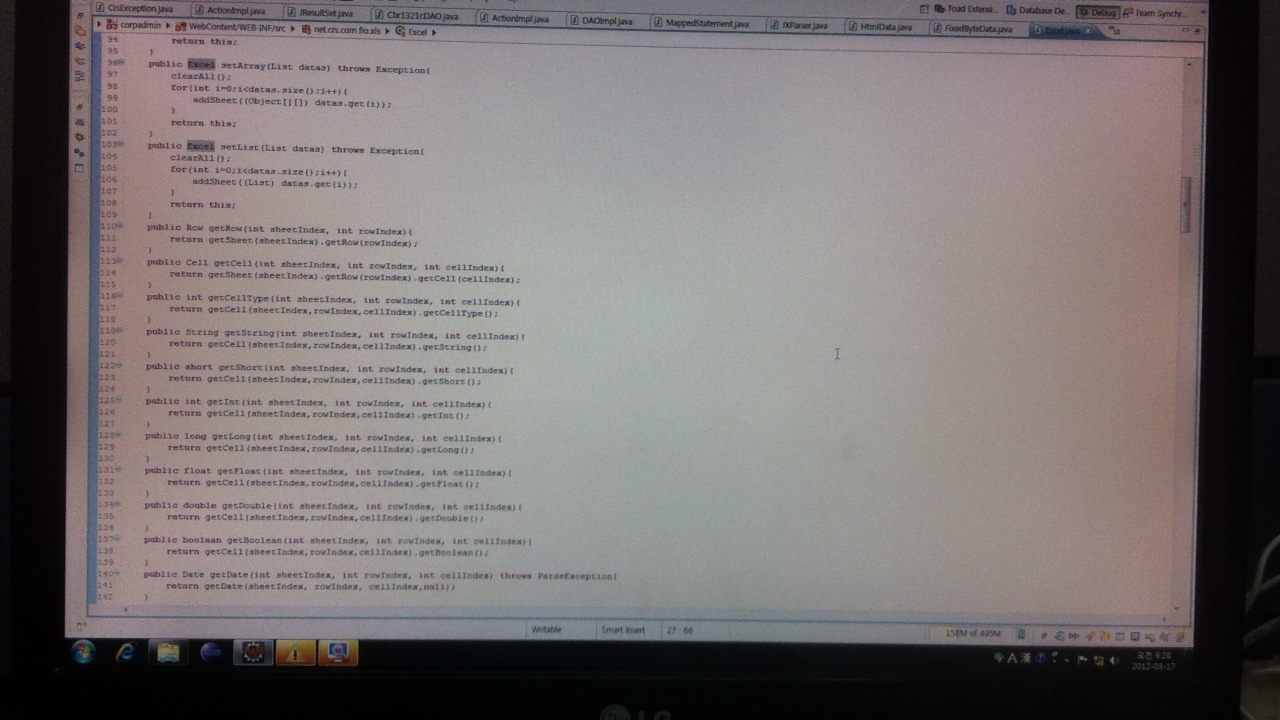 CrsException.java ActionImpl.java JResultSet.java Cbr1321cDAO.java ActionImpl.java DAOImpl.java MappedStatement.java IXParser.java HtmlData.java FixedByteData.java Excel.java
Toad Extensi... Database De... Debug Team Synchr...
corpadmin WebContent/WEB-INF/src net.crs.com.fio.xls Excel
94 return this;
95 }
96 public Excel setArray(List datas) throws Exception{
97 clearAll();
98 for(int i=0;i<datas.size();i++){
99 addSheet((Object[][]) datas.get(i));
100 }
101 return this;
102 }
103 public Excel setList(List datas) throws Exception{
104 clearAll();
105 for(int i=0;i<datas.size();i++){
106 addSheet((List) datas.get(i));
107 }
108 return this;
109 }
110 public Row getRow(int sheetIndex, int rowIndex){
111 return getSheet(sheetIndex).getRow(rowIndex);
112 }
113 public Cell getCell(int sheetIndex, int rowIndex, int cellIndex){
114 return getSheet(sheetIndex).getRow(rowIndex).getCell(cellIndex);
115 }
116 public int getCellType(int sheetIndex, int rowIndex, int cellIndex){
117 return getCell(sheetIndex,rowIndex,cellIndex).getCellType();
118 }
119 public String getString(int sheetIndex, int rowIndex, int cellIndex){
120 return getCell(sheetIndex,rowIndex,cellIndex).getString();
121 }
122 public short getShort(int sheetIndex, int rowIndex, int cellIndex){
123 return getCell(sheetIndex,rowIndex,cellIndex).getShort();
124 }
125 public int getInt(int sheetIndex, int rowIndex, int cellIndex){
126 return getCell(sheetIndex,rowIndex,cellIndex).getInt();
127 }
128 public long getLong(int sheetIndex, int rowIndex, int cellIndex){
129 return getCell(sheetIndex,rowIndex,cellIndex).getLong();
130 }
131 public float getFloat(int sheetIndex, int rowIndex, int cellIndex){
132 return getCell(sheetIndex,rowIndex,cellIndex).getFloat();
133 }
134 public double getDouble(int sheetIndex, int rowIndex, int cellIndex){
135 return getCell(sheetIndex,rowIndex,cellIndex).getDouble();
136 }
137 public boolean getBoolean(int sheetIndex, int rowIndex, int cellIndex){
138 return getCell(sheetIndex,rowIndex,cellIndex).getBoolean();
139 }
140 public Date getDate(int sheetIndex, int rowIndex, int cellIndex) throws ParseException{
141 return getDate(sheetIndex, rowIndex, cellIndex,null);
142 }
Writable Smart Insert 27 : 66 158M of 495M
A 漢
오전 9:28
2012-03-17
LG